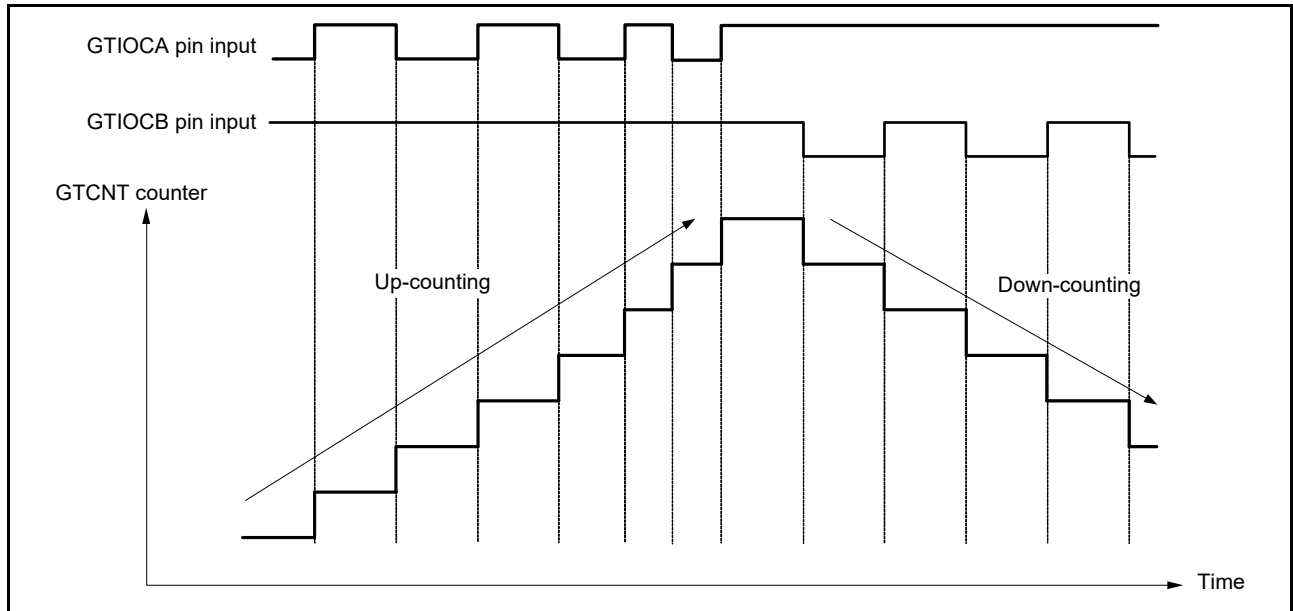 GTIOCA pin input
GTIOCB pin input
GTCNT counter
Up-counting
Down-counting
Time